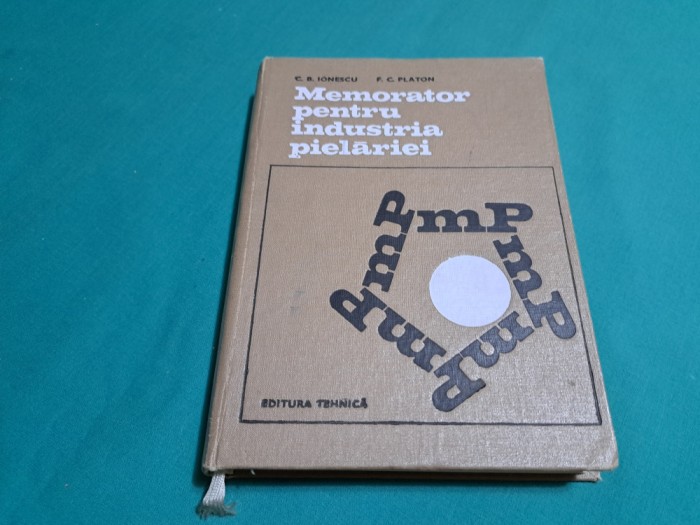 C. B. IONESCU F. C. PLATON
Memorator
pentru
industria
pielăriei
mP
mP
mP
mP
mP
EDITURA TEHNICĂ